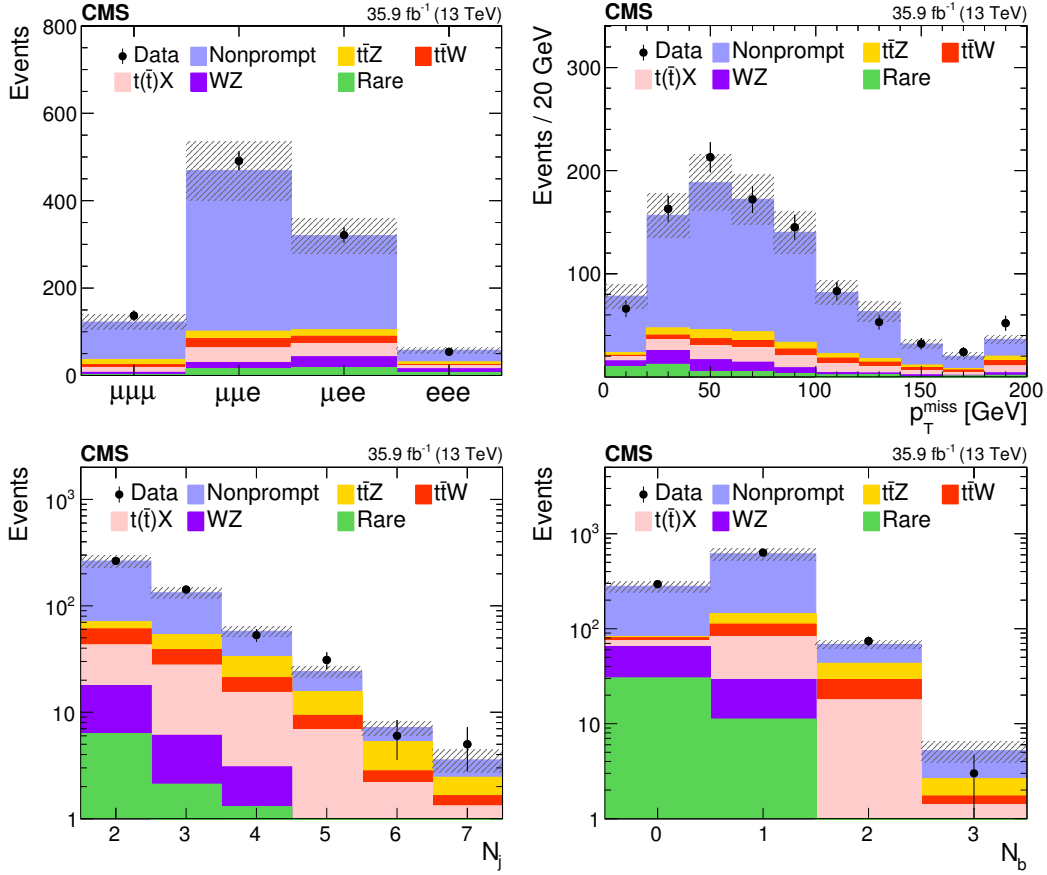 CMS
35.9 fb⁻¹ (13 TeV)
Events
800
600
400
200
0
Data
Nonprompt
tt̄Z
tt̄W
t(t̄)X
WZ
Rare
μμμ
μμe
μee
eee
CMS
35.9 fb⁻¹ (13 TeV)
Events / 20 GeV
300
200
100
0
Data
Nonprompt
tt̄Z
tt̄W
t(t̄)X
WZ
Rare
0 50 100 150 200
p_T^miss [GeV]
CMS
35.9 fb⁻¹ (13 TeV)
Events
10³
10²
10
1
Data
Nonprompt
tt̄Z
tt̄W
t(t̄)X
WZ
Rare
2 3 4 5 6 7
N_j
CMS
35.9 fb⁻¹ (13 TeV)
Events
10³
10²
10
1
Data
Nonprompt
tt̄Z
tt̄W
t(t̄)X
WZ
Rare
0 1 2 3
N_b